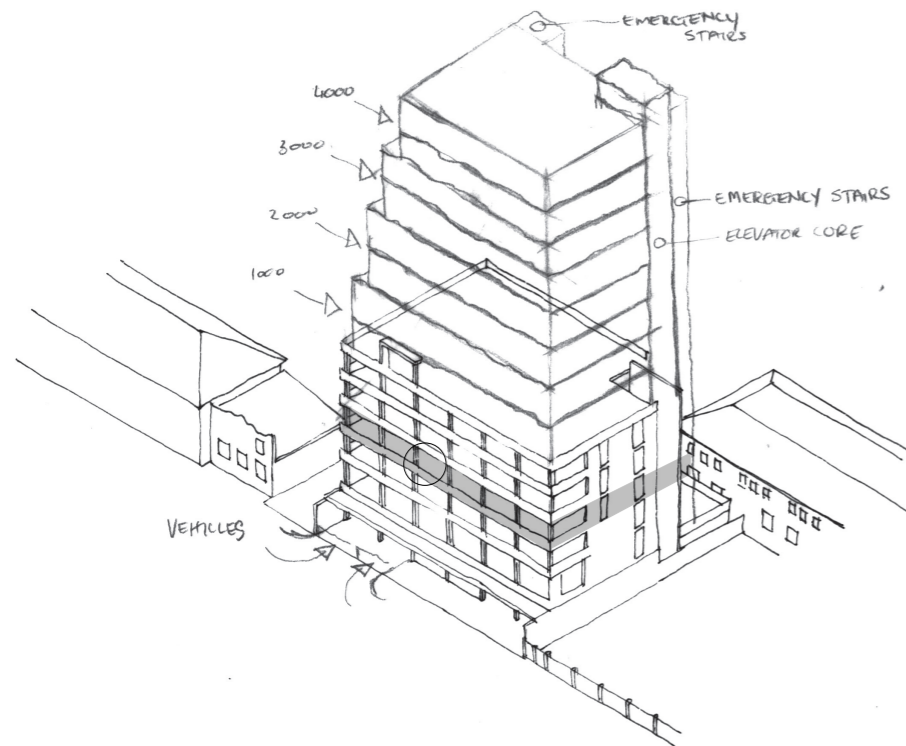 EMERGENCY
STAIRS
4000
3000
2000
1000
EMERGENCY STAIRS
ELEVATOR CORE
VEHICLES